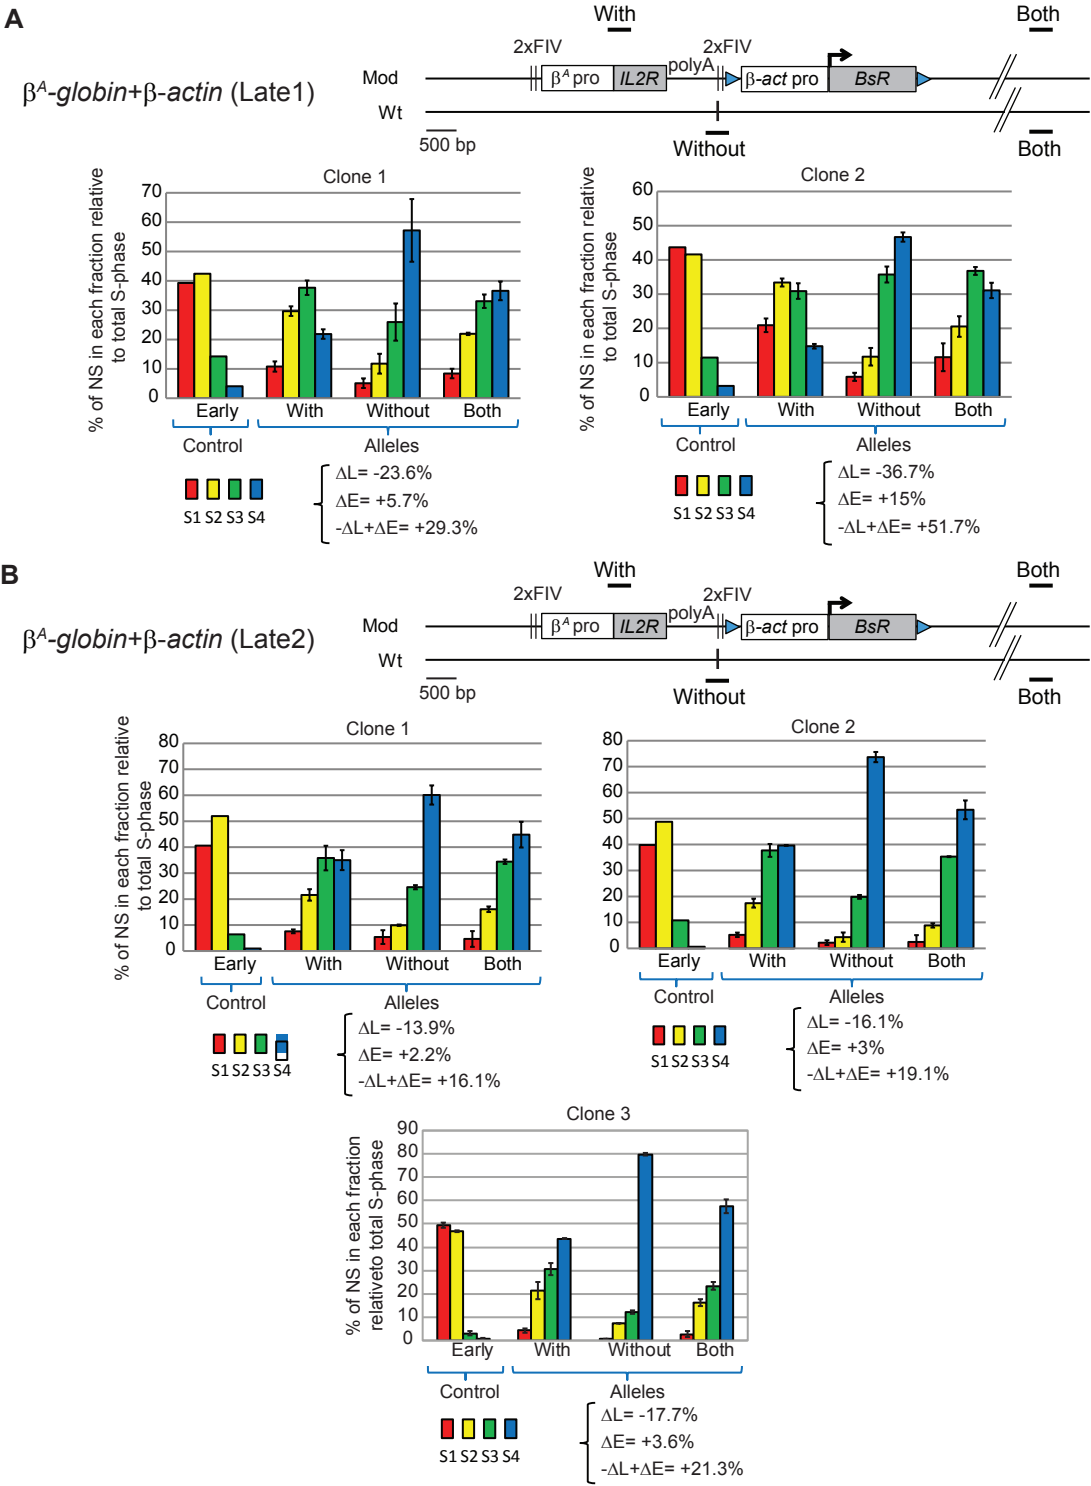 A
With
Both
2xFIV
2xFIV
polyA
Mod
βᴬ pro
IL2R
β-act pro
BsR
βᴬ-globin+β-actin (Late1)
Wt
500 bp
Without
Both
Clone 1
% of NS in each fraction relative
to total S-phase
70
60
50
40
30
20
10
0
Early
With
Without
Both
Control
Alleles
S1 S2 S3 S4
ΔL= -23.6%
ΔE= +5.7%
-ΔL+ΔE= +29.3%
Clone 2
% of NS in each fraction relative
to total S-phase
60
50
40
30
20
10
0
Early
With
Without
Both
Control
Alleles
S1 S2 S3 S4
ΔL= -36.7%
ΔE= +15%
-ΔL+ΔE= +51.7%
B
With
Both
2xFIV
2xFIV
polyA
Mod
βᴬ pro
IL2R
β-act pro
BsR
βᴬ-globin+β-actin (Late2)
Wt
500 bp
Without
Both
Clone 1
% of NS in each fraction relative
to total S-phase
80
70
60
50
40
30
20
10
0
Early
With
Without
Both
Control
Alleles
S1 S2 S3 S4
ΔL= -13.9%
ΔE= +2.2%
-ΔL+ΔE= +16.1%
Clone 2
80
70
60
50
40
30
20
10
0
Early
With
Without
Both
Control
Alleles
S1 S2 S3 S4
ΔL= -16.1%
ΔE= +3%
-ΔL+ΔE= +19.1%
Clone 3
% of NS in each fraction
relativeto total S-phase
90
80
70
60
50
40
30
20
10
0
Early
With
Without
Both
Control
Alleles
S1 S2 S3 S4
ΔL= -17.7%
ΔE= +3.6%
-ΔL+ΔE= +21.3%